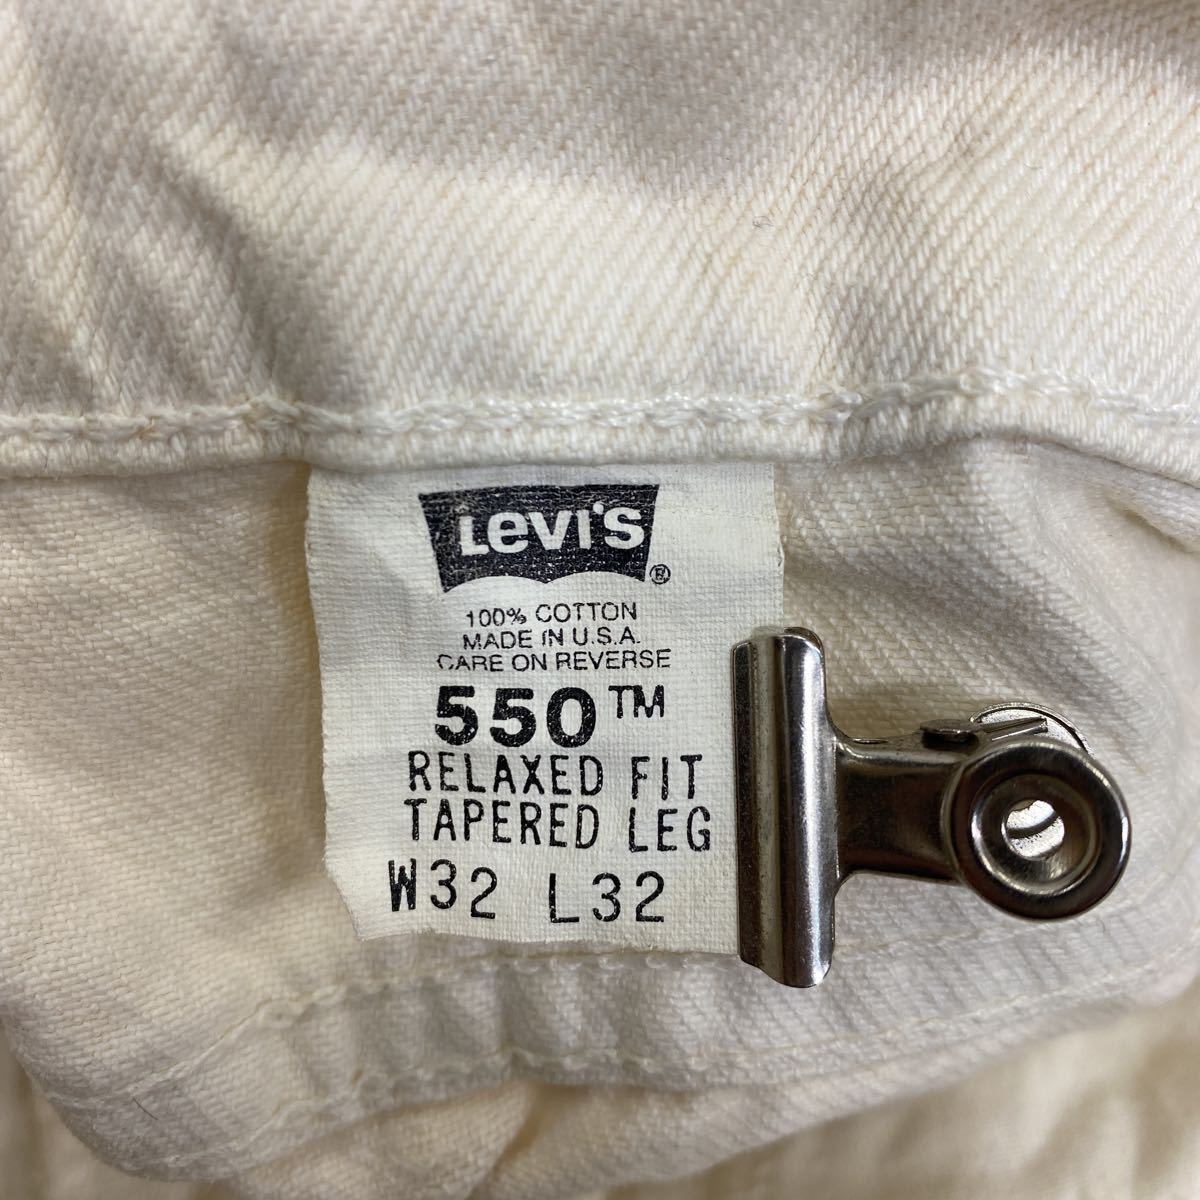 LEVI'S ®
100% COTTON
MADE IN U.S.A.
CARE ON REVERSE
550™
RELAXED FIT
TAPERED LEG
W32 L32